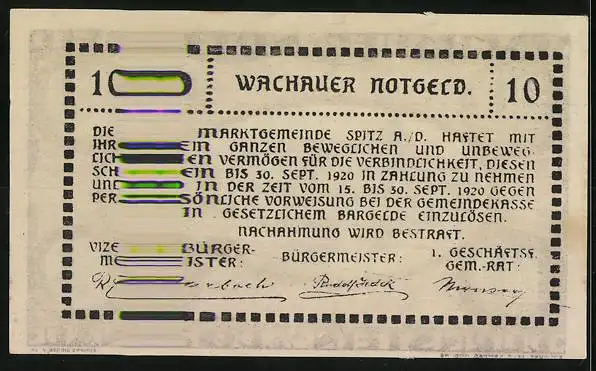 10 WACHAUER NOTGELD. 10
DIE MARKTGEMEINDE SPITZ A./D. HAFTET MIT
IHR EIN GANZEN BEWEGLICHEN UND UNBEWEG-
LICH EN VERMÖGEN FÜR DIE VERBINDLICHKEIT, DIESEN
SCH EIN BIS 30. SEPT. 1920 IN ZAHLUNG ZU NEHMEN
UND IN DER ZEIT VOM 15. BIS 30. SEPT. 1920 GEGEN
PER SÖNLICHE VORWEISUNG BEI DER GEMEINDEKASSE
IN GESETZLICHEM BARGELDE EINZULÖSEN.
NACHAHMUNG WIRD BESTRAFT.
VIZE BÜRGER-
ME ISTER:
BÜRGERMEISTER:
1. GESCHÄFTSF.
GEM.-RAT: